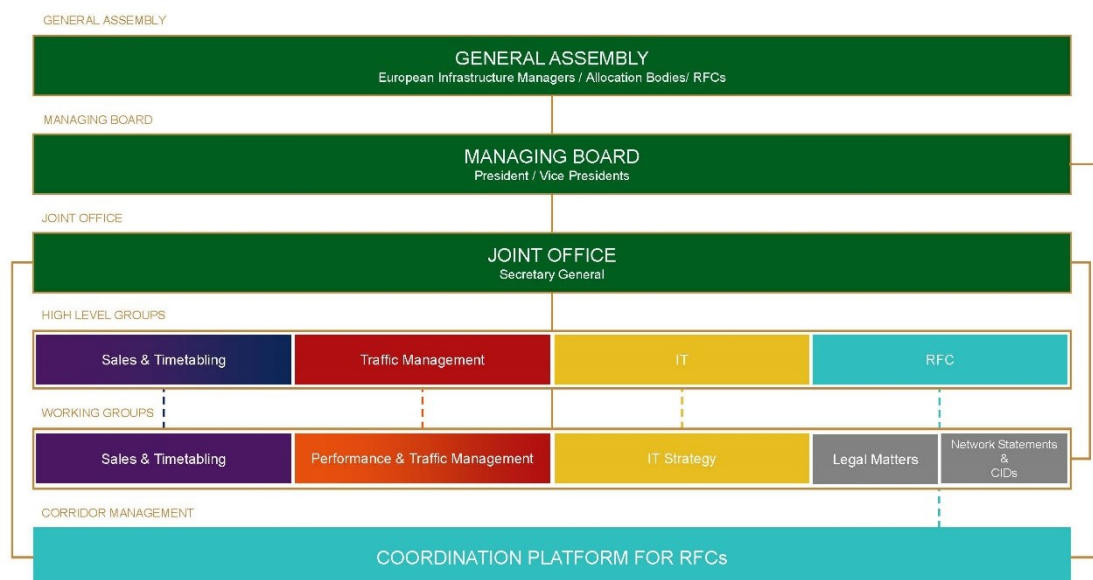 GENERAL ASSEMBLY
GENERAL ASSEMBLY
European Infrastructure Managers / Allocation Bodies/ RFCs
MANAGING BOARD
MANAGING BOARD
President / Vice Presidents
JOINT OFFICE
JOINT OFFICE
Secretary General
HIGH LEVEL GROUPS
Sales & Timetabling
Traffic Management
IT
RFC
WORKING GROUPS
Sales & Timetabling
Performance & Traffic Management
IT Strategy
Legal Matters
Network Statements
&
CIDs
CORRIDOR MANAGEMENT
COORDINATION PLATFORM FOR RFCs